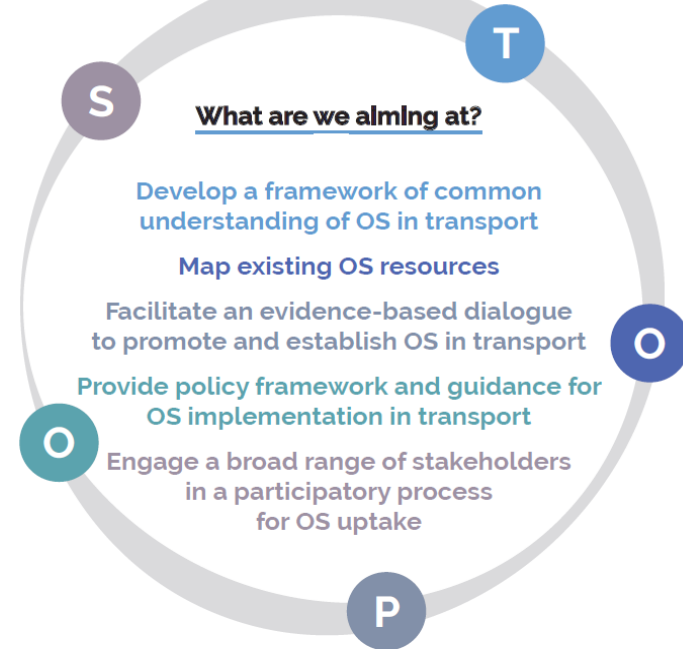 T
S
What are we aiming at?
Develop a framework of common
understanding of OS in transport
Map existing OS resources
Facilitate an evidence-based dialogue
to promote and establish OS in transport
O
Provide policy framework and guidance for
OS implementation in transport
O
Engage a broad range of stakeholders
in a participatory process
for OS uptake
P